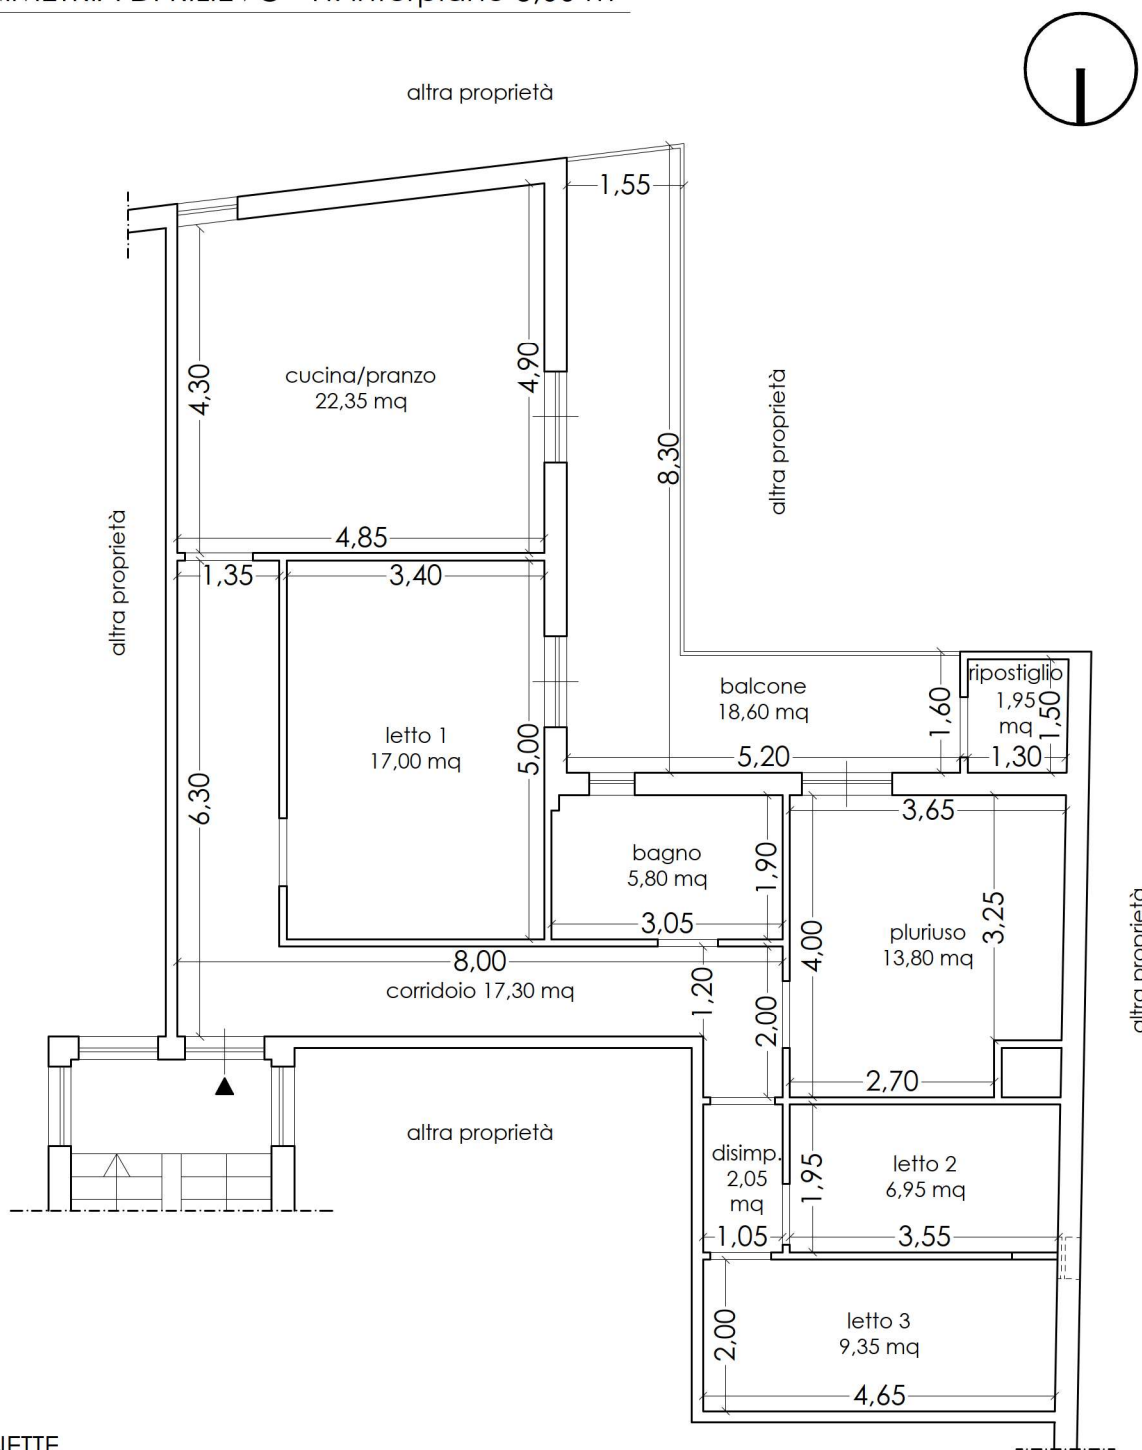 altra proprietà
1,55
4,30
cucina/pranzo
22,35 mq
4,90
8,30
altra proprietà
altra proprietà
4,85
1,35
3,40
6,30
letto 1
17,00 mq
5,00
balcone
18,60 mq
1,60
ripostiglio
1,95
mq
1,50
5,20
1,30
bagno
5,80 mq
1,90
3,05
3,65
4,00
3,25
pluriuso
13,80 mq
altra proprietà
8,00
corridoio 17,30 mq
1,20
2,00
2,70
altra proprietà
disimp.
2,05
mq
1,05
1,95
letto 2
6,95 mq
3,55
letto 3
9,35 mq
2,00
4,65